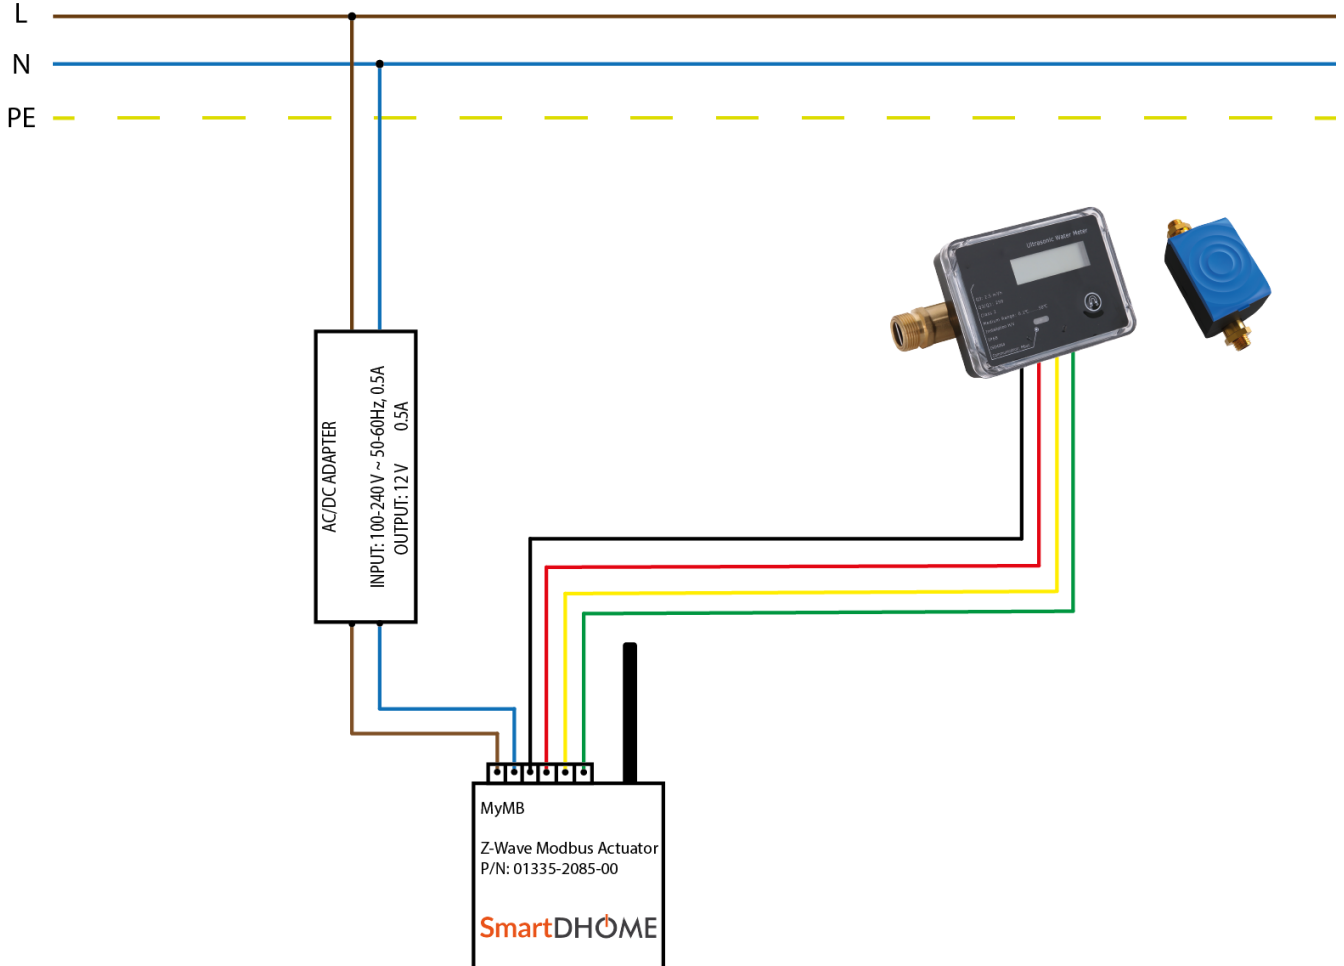 L
N
PE
Ultrasonic Water Meter
AC/DC ADAPTER
INPUT: 100-240 V ~ 50-60Hz, 0.5A
OUTPUT: 12 V 0.5A
MyMB
Z-Wave Modbus Actuator
P/N: 01335-2085-00
SmartDHOME